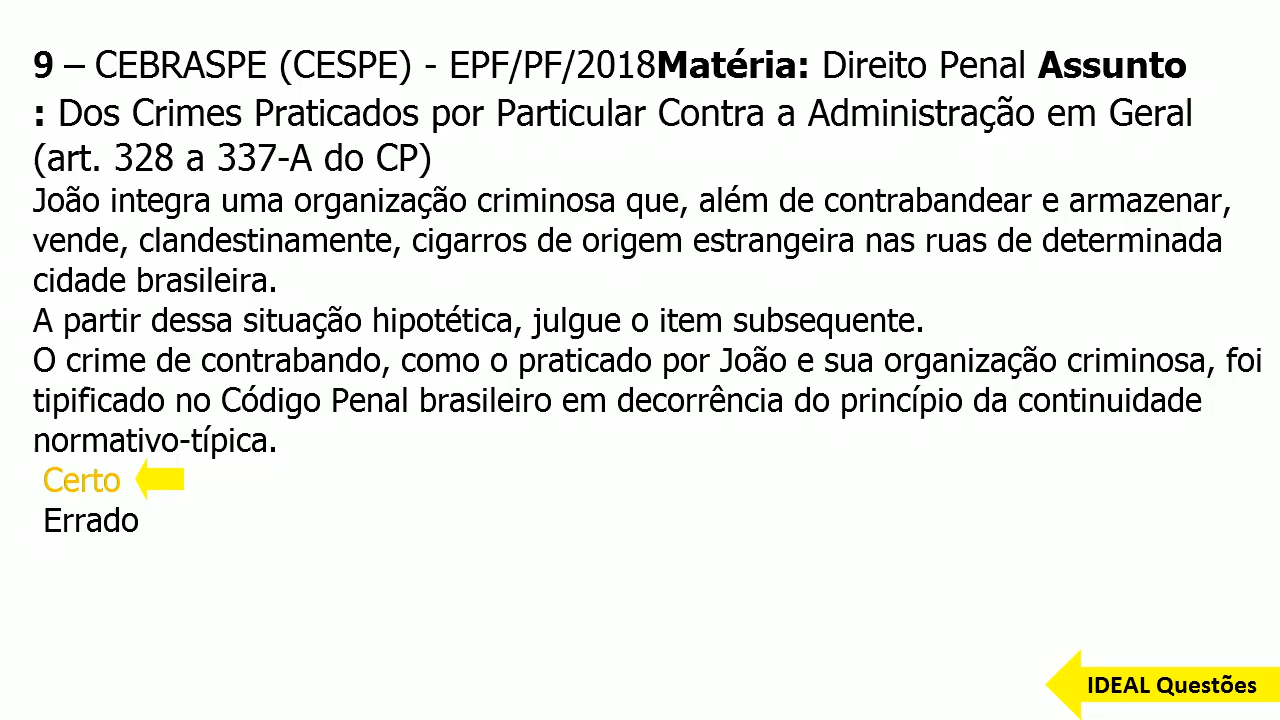 9 – CEBRASPE (CESPE) - EPF/PF/2018Matéria: Direito Penal Assunto
: Dos Crimes Praticados por Particular Contra a Administração em Geral
(art. 328 a 337-A do CP)
João integra uma organização criminosa que, além de contrabandear e armazenar,
vende, clandestinamente, cigarros de origem estrangeira nas ruas de determinada
cidade brasileira.
A partir dessa situação hipotética, julgue o item subsequente.
O crime de contrabando, como o praticado por João e sua organização criminosa, foi
tipificado no Código Penal brasileiro em decorrência do princípio da continuidade
normativo-típica.
Certo
Errado
IDEAL Questões